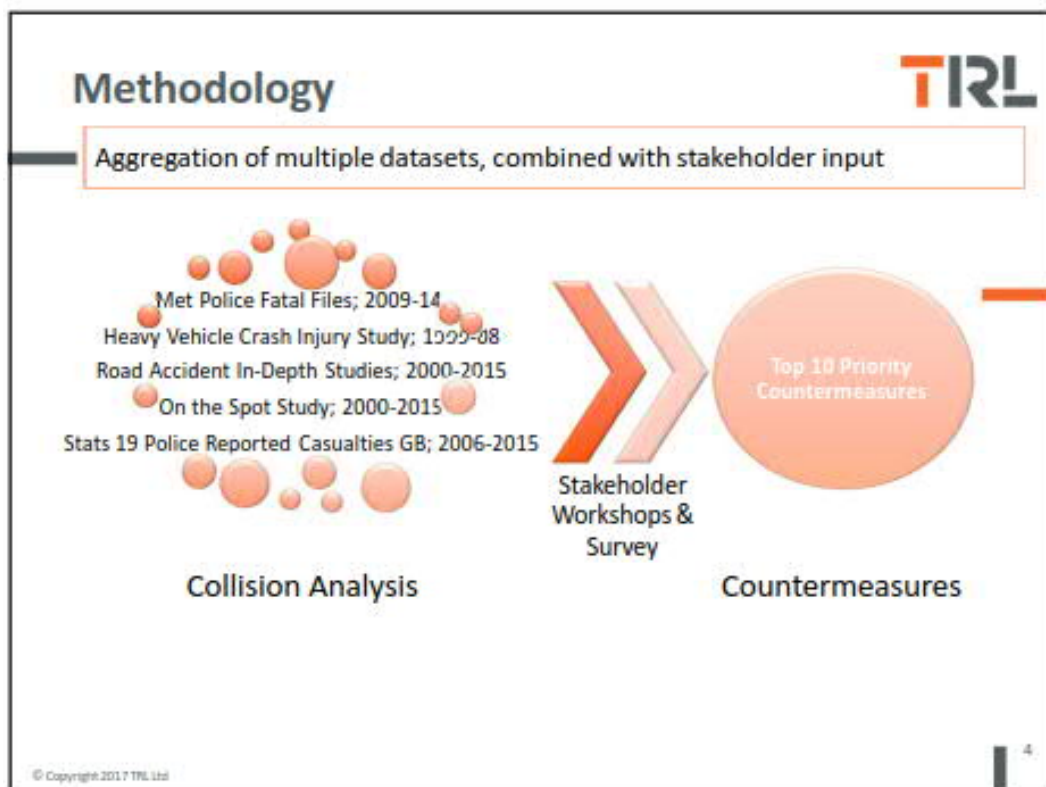 Methodology
TRL
Aggregation of multiple datasets, combined with stakeholder input
Met Police Fatal Files; 2009-14
Heavy Vehicle Crash Injury Study;
Road Accident In-Depth Studies; 2000-2015
On the Spot Study; 2000-2015
Stats 19 Police Reported Casualties GB; 2006-2015
Stakeholder
Workshops &
Survey
Top 10 Priority
Countermeasures
Collision Analysis
Countermeasures
© Copyright 2017 TRL Ltd
4